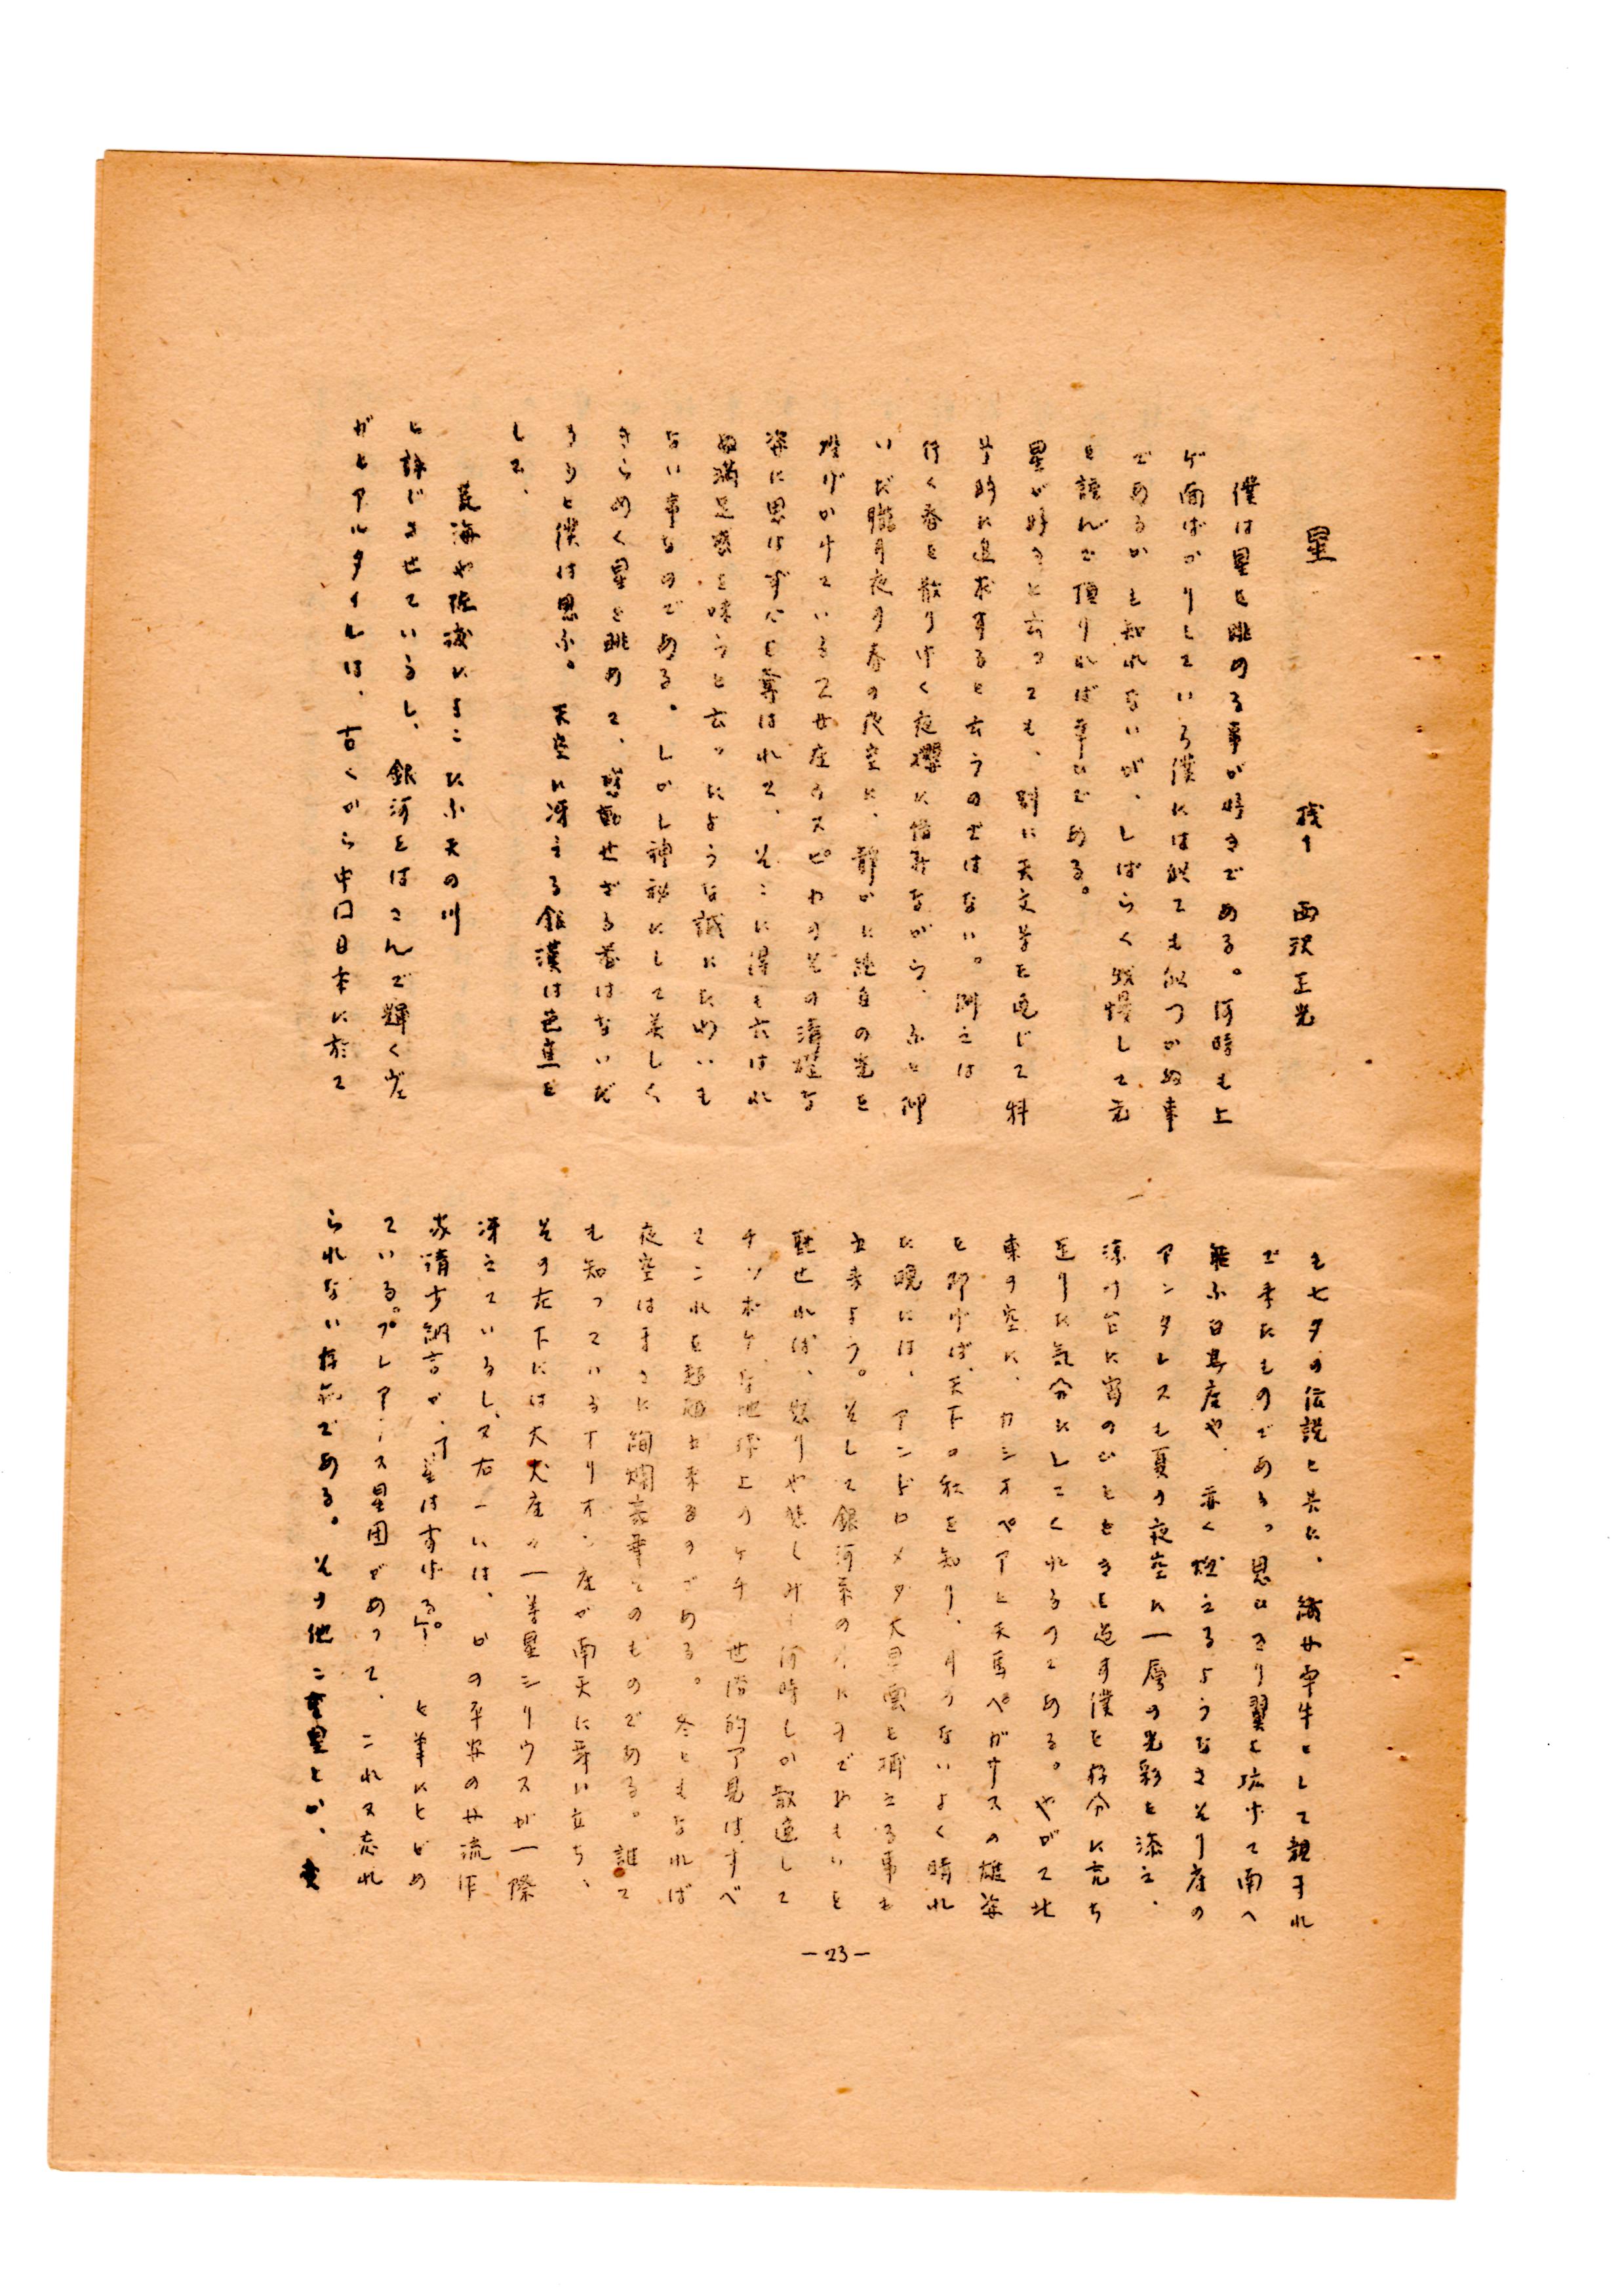 星
機1 西沢正光
僕は星を眺める事が好きである。何時も上
ゲ面ばかりしている僕には似ても似つかぬ事
であるかも知れないが、しばらく我慢して
を読んで頂りれば幸ひである。
星が好きと云っても、別に天文学を通じて科
学的に追求すると云うのではない。例之は
行く春を散りゆく夜櫻に惜みながら、ふと仰
いだ朧月夜の春の夜空に、静かに純白の光を
投げかけている乙女座のスピカのその清楚な
姿に思はず心を奪はれて、そこに得も云はれ
ぬ満足感を味うと云ったような誠にたわいも
ない事なのである。しかし神秘にして美しく
きらめく星を眺めて、感動せざる者はないだ
ろうと僕は思ふ。天空に冴える銀漢は芭蕉を
して、
荒海や佐渡によこたふ天の川
と詠じさせているし、銀河をはさんで輝くヴェ
ガとアルタイルは、古くから中国日本に於て
も七夕の伝説と共に、織女牽牛として親まれ
て来たものである。思ひきり翼を拡げて南へ
飛ぶ白鳥座や、赤く燃えるようなさそり座の
アンタレスも夏の夜空に一層の光彩を添え、
涼み台に宵のひとときを過す僕を存分に充ち
足りた気分にしてくれるのである。やがて北
東の空に、カシオペアと天馬ペガサスの雄姿
を仰げば、天下の秋を知り、月のないよく晴れ
た晩には、アンドロメダ大星雲を捕える事も
出来よう。そして銀河系の外にまでおもいを
馳せれば、怒りや悲しみも何時しか散逸して
チッポケな地球上のケチ 世俗的 見は、すべ
てこれを超越出来るのである。冬ともなれば
夜空はまさに絢爛豪華そのものである。誰で
も知っているオリオン座が南天に舞い立ち、
その左下には大犬座の一等星シリウスが一際
冴えているし、又右 には、かの平安の女流作
家清少納言が、「星はすばる。」と筆にとどめ
ている。プレアデス星団があって、これ又忘れ
られない存在である。その他二重星とか、変
－23－